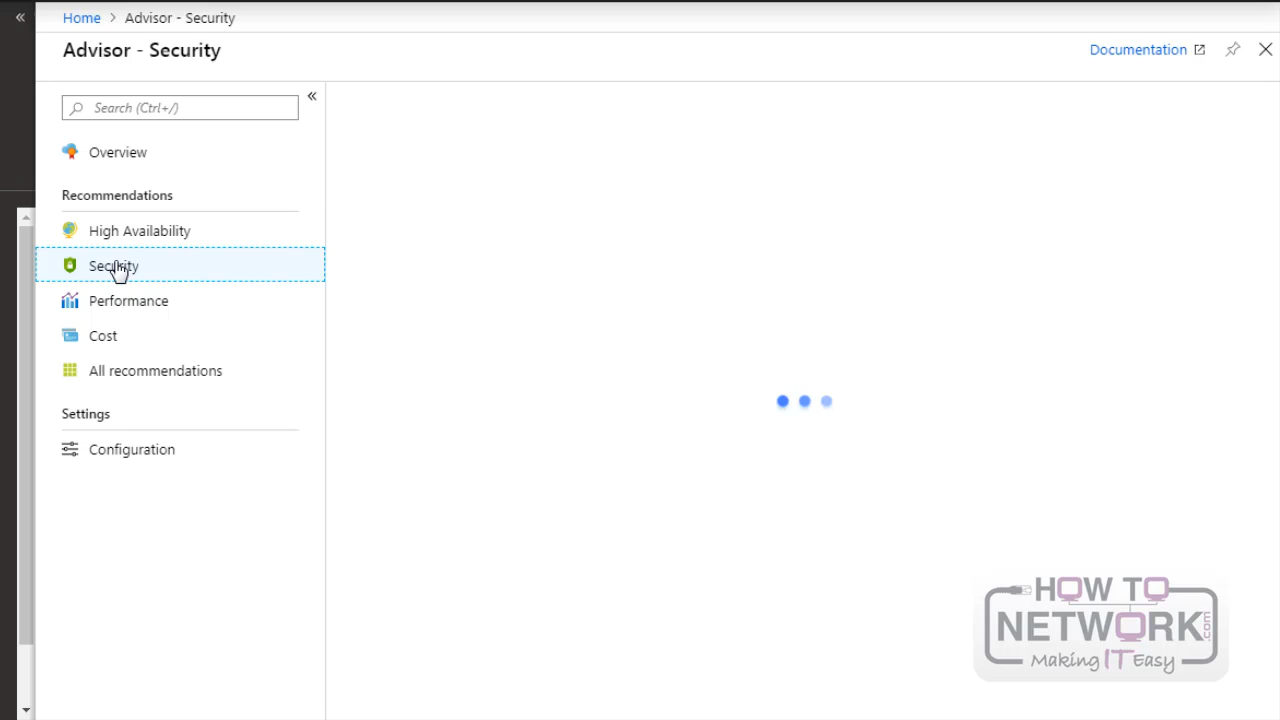 Home > Advisor - Security
Advisor - Security
Documentation
Search (Ctrl+/)
Overview
Recommendations
High Availability
Security
Performance
Cost
All recommendations
Settings
Configuration
HOW TO
NETWORK.com
Making IT Easy